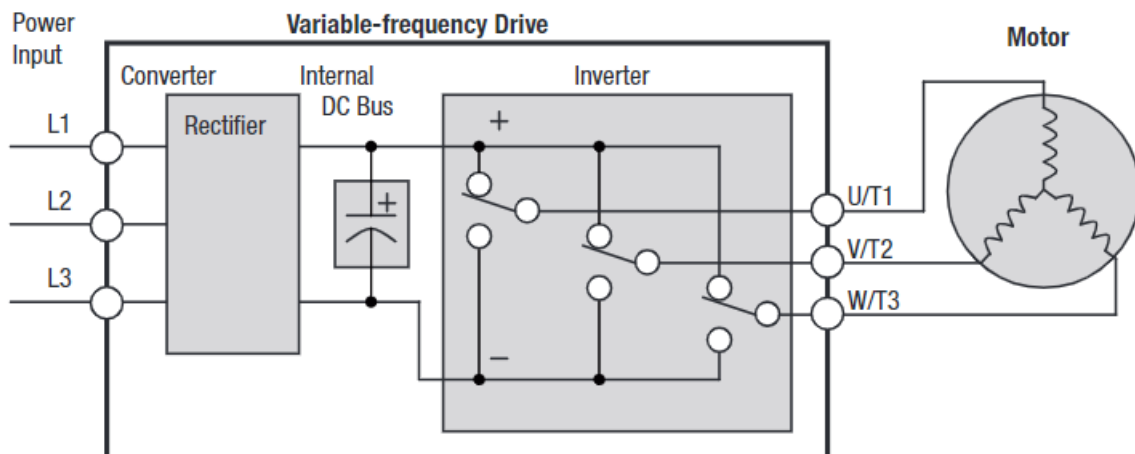 Power
Input
Variable-frequency Drive
Motor
Converter
Internal
DC Bus
Inverter
Rectifier
+
L1
+
L2
U/T1
V/T2
L3
W/T3
−